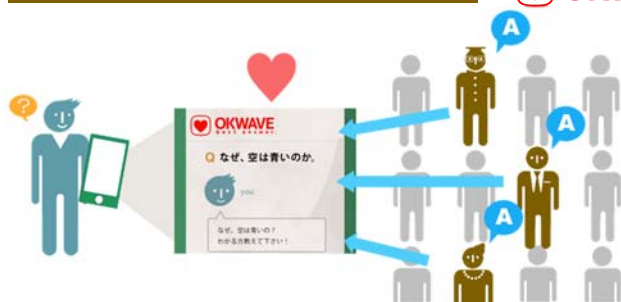 A
?
OKWAVE
best answer.
Q なぜ、空は青いのか。
A
you
A
なぜ、空は青いの?
わかる方教えて下さい!